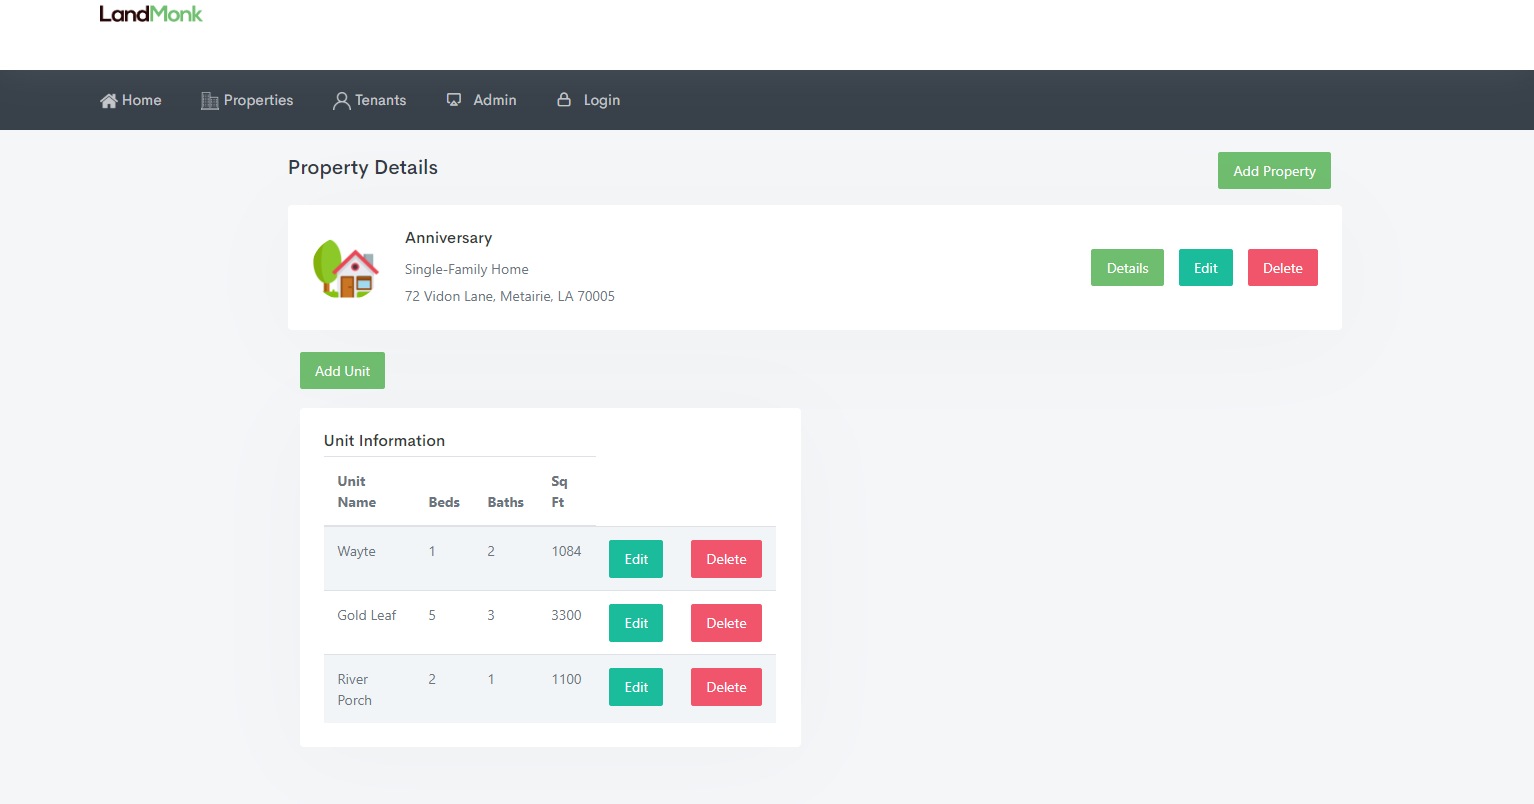 LandMonk
Home Properties Tenants Admin Login
Property Details
Add Property
Anniversary
Single-Family Home
72 Vidon Lane, Metairie, LA 70005
Details Edit Delete
Add Unit
Unit Information
Unit Name Beds Baths Sq Ft
Wayte 1 2 1084 Edit Delete
Gold Leaf 5 3 3300 Edit Delete
River Porch 2 1 1100 Edit Delete